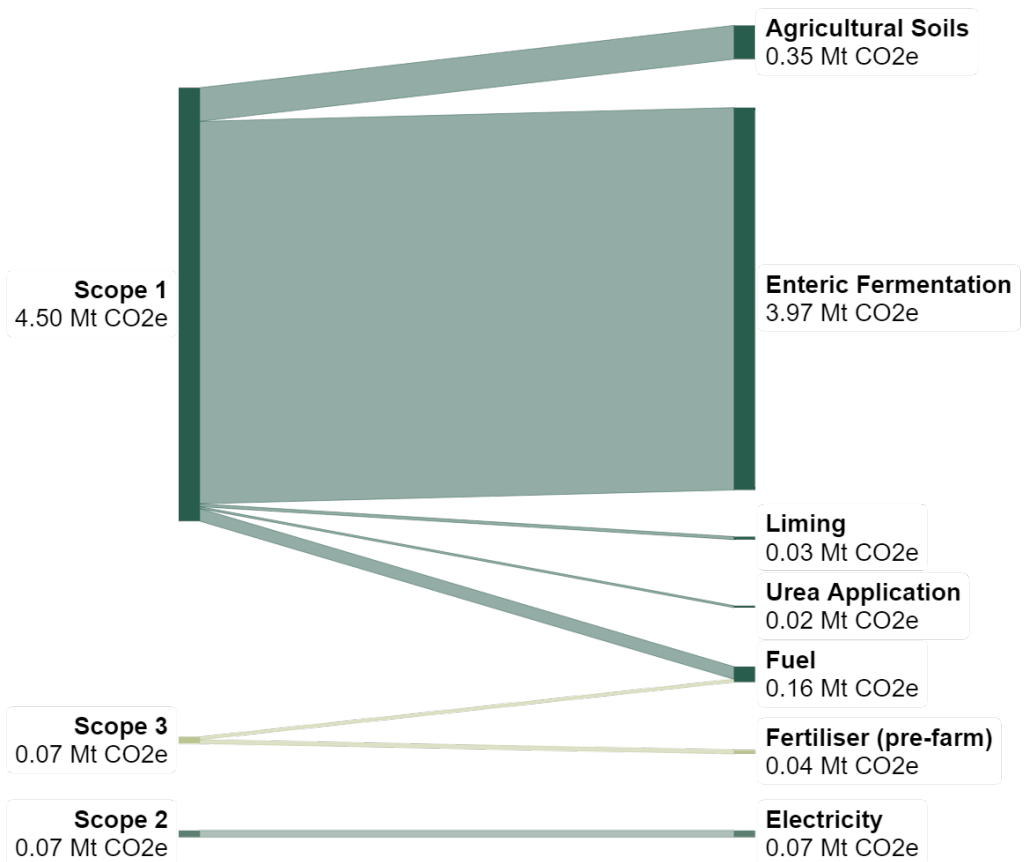 Agricultural Soils
0.35 Mt CO2e
Scope 1
4.50 Mt CO2e
Enteric Fermentation
3.97 Mt CO2e
Liming
0.03 Mt CO2e
Urea Application
0.02 Mt CO2e
Fuel
0.16 Mt CO2e
Scope 3
0.07 Mt CO2e
Fertiliser (pre-farm)
0.04 Mt CO2e
Scope 2
0.07 Mt CO2e
Electricity
0.07 Mt CO2e